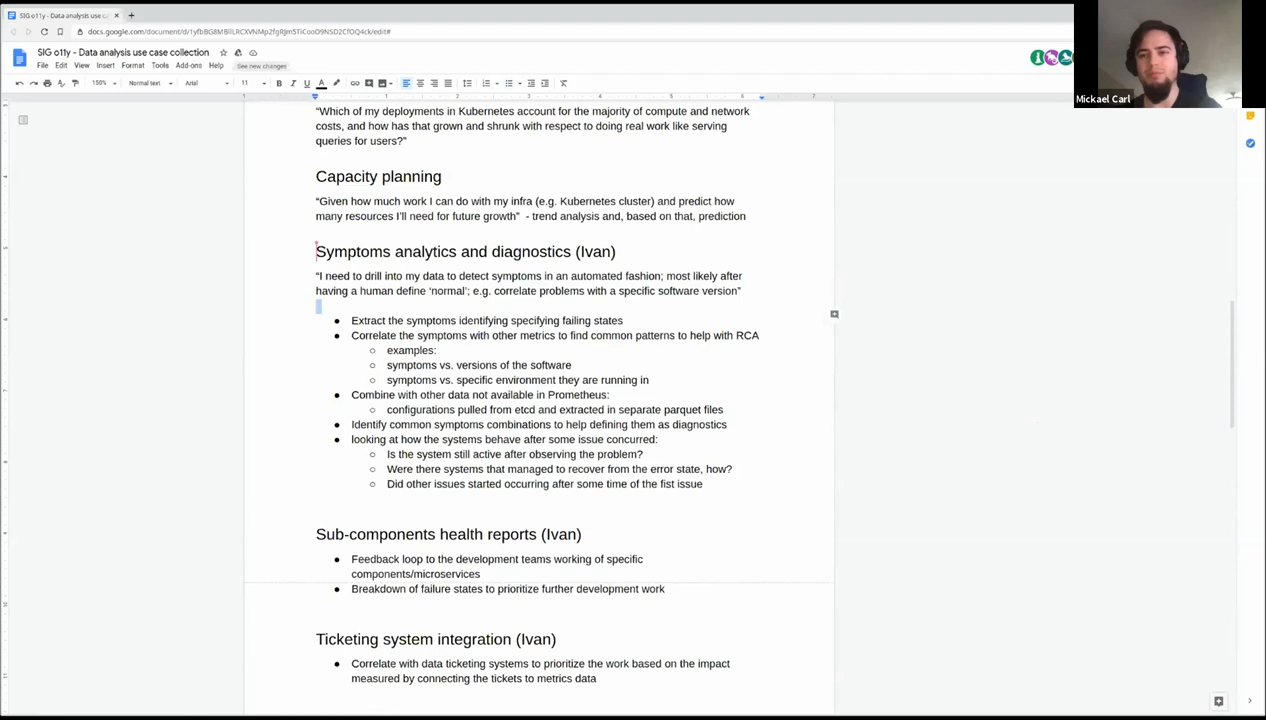 SIG o11y - Data analysis use c
docs.google.com/document/d/
SIG o11y - Data analysis use case collection
File Edit View Insert Format Tools Add-ons Help See new changes
150% Normal text Arial 11
Mickael Carl
“Which of my deployments in Kubernetes account for the majority of compute and network
costs, and how has that grown and shrunk with respect to doing real work like serving
queries for users?”
Capacity planning
“Given how much work I can do with my infra (e.g. Kubernetes cluster) and predict how
many resources I’ll need for future growth” - trend analysis and, based on that, prediction
Symptoms analytics and diagnostics (Ivan)
“I need to drill into my data to detect symptoms in an automated fashion; most likely after
having a human define ‘normal’; e.g. correlate problems with a specific software version”
● Extract the symptoms identifying specifying failing states
● Correlate the symptoms with other metrics to find common patterns to help with RCA
○ examples:
○ symptoms vs. versions of the software
○ symptoms vs. specific environment they are running in
● Combine with other data not available in Prometheus:
○ configurations pulled from etcd and extracted in separate parquet files
● Identify common symptoms combinations to help defining them as diagnostics
● looking at how the systems behave after some issue concurred:
○ Is the system still active after observing the problem?
○ Were there systems that managed to recover from the error state, how?
○ Did other issues started occurring after some time of the fist issue
Sub-components health reports (Ivan)
● Feedback loop to the development teams working of specific
components/microservices
● Breakdown of failure states to prioritize further development work
Ticketing system integration (Ivan)
● Correlate with data ticketing systems to prioritize the work based on the impact
measured by connecting the tickets to metrics data